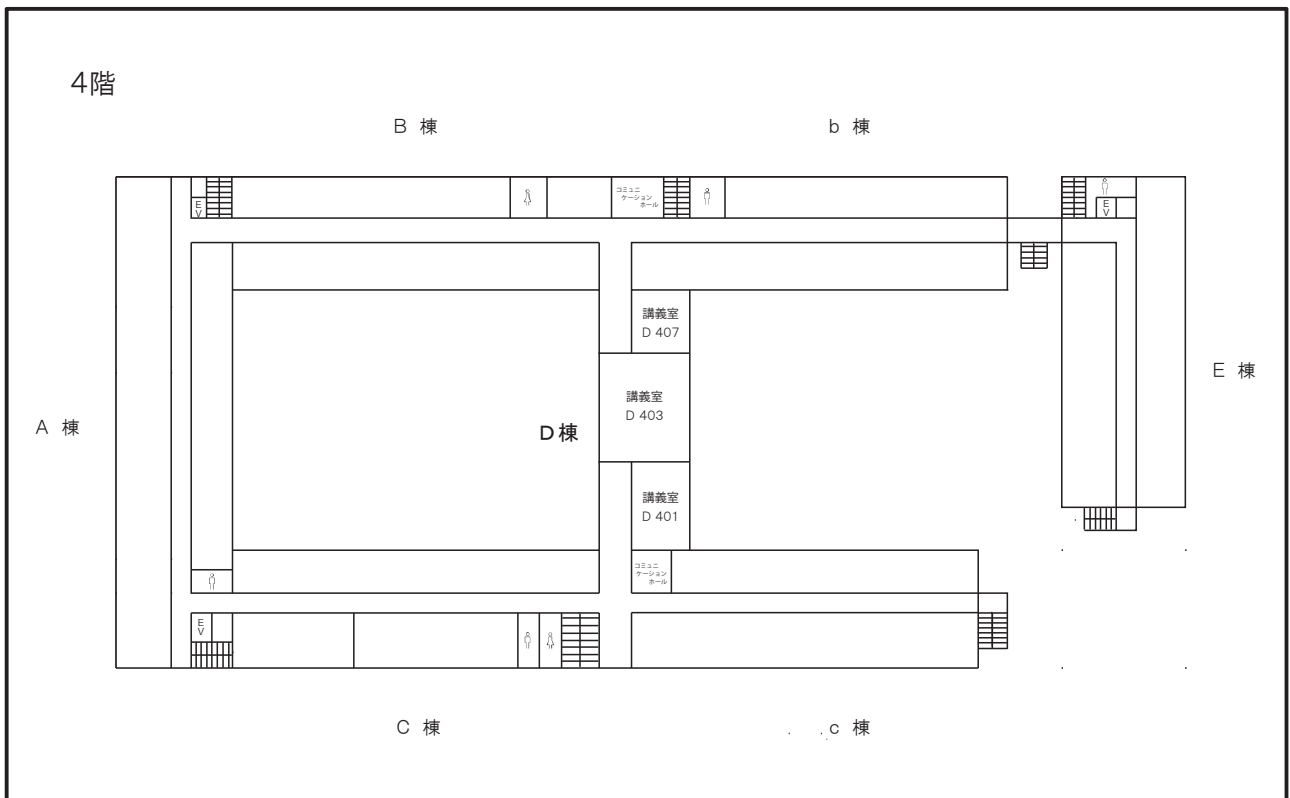 4階
B 棟
b 棟
コミュニ
ケーション
ホール
E
V
E
V
講義室
D 407
講義室
D 403
D棟
A 棟
E 棟
講義室
D 401
コミュニ
ケーション
ホール
E
V
C 棟
c 棟